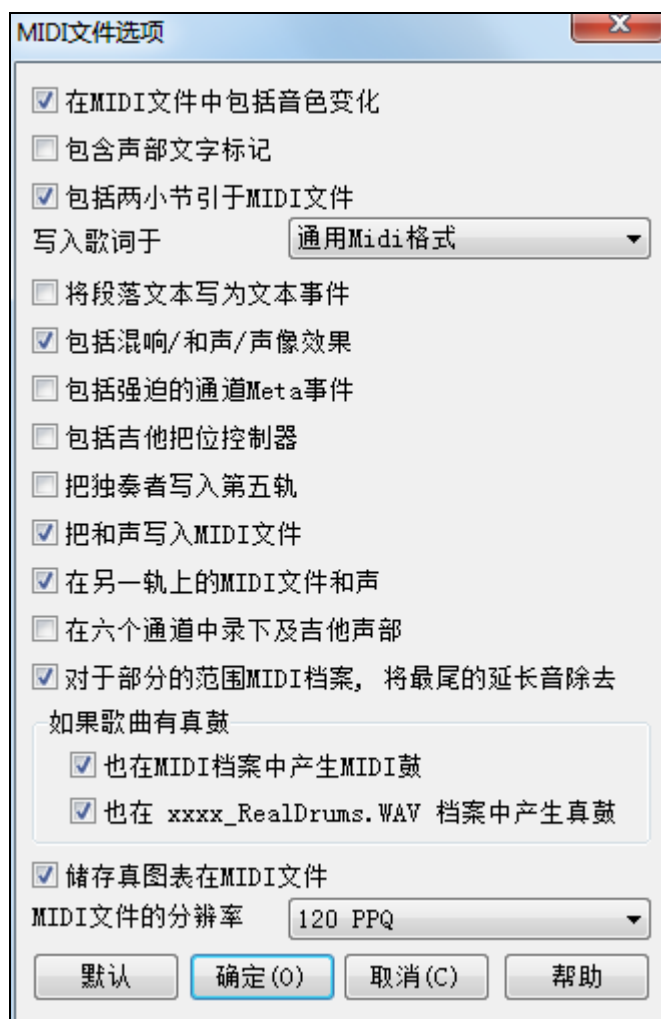 MIDI文件选项
在MIDI文件中包括音色变化
包含声部文字标记
包括两小节引于MIDI文件
写入歌词于 通用Midi格式
将段落文本写为文本事件
包括混响/和声/声像效果
包括强迫的通道Meta事件
包括吉他把位控制器
把独奏者写入第五轨
把和声写入MIDI文件
在另一轨上的MIDI文件和声
在六个通道中录下及吉他声部
对于部分的范围MIDI档案, 将最尾的延长音除去
如果歌曲有真鼓
也在MIDI档案中产生MIDI鼓
也在 xxxx_RealDrums.WAV 档案中产生真鼓
储存真图表在MIDI文件
MIDI文件的分辨率 120 PPQ
默认 确定(O) 取消(C) 帮助